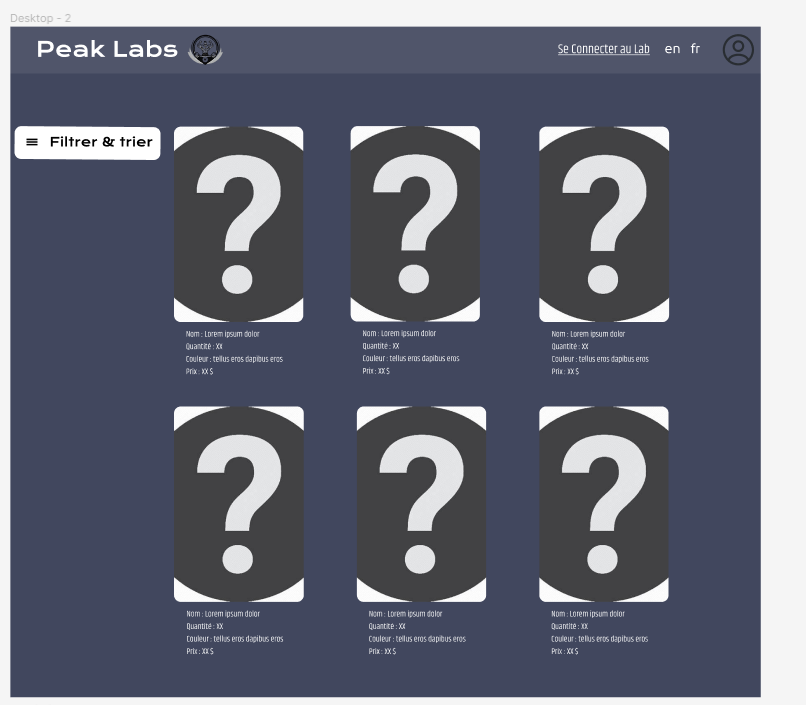 Desktop - 2
Peak Labs
Se Connecter au Lab en fr
Filtrer & trier
?
?
?
Nom : Lorem ipsum dolor
Quantité : XX
Couleur : tellus eros dapibus eros
Prix : XX $
Nom : Lorem ipsum dolor
Quantité : XX
Couleur : tellus eros dapibus eros
Prix : XX $
Nom : Lorem ipsum dolor
Quantité : XX
Couleur : tellus eros dapibus eros
Prix : XX $
?
?
?
Nom : Lorem ipsum dolor
Quantité : XX
Couleur : tellus eros dapibus eros
Prix : XX $
Nom : Lorem ipsum dolor
Quantité : XX
Couleur : tellus eros dapibus eros
Prix : XX $
Nom : Lorem ipsum dolor
Quantité : XX
Couleur : tellus eros dapibus eros
Prix : XX $